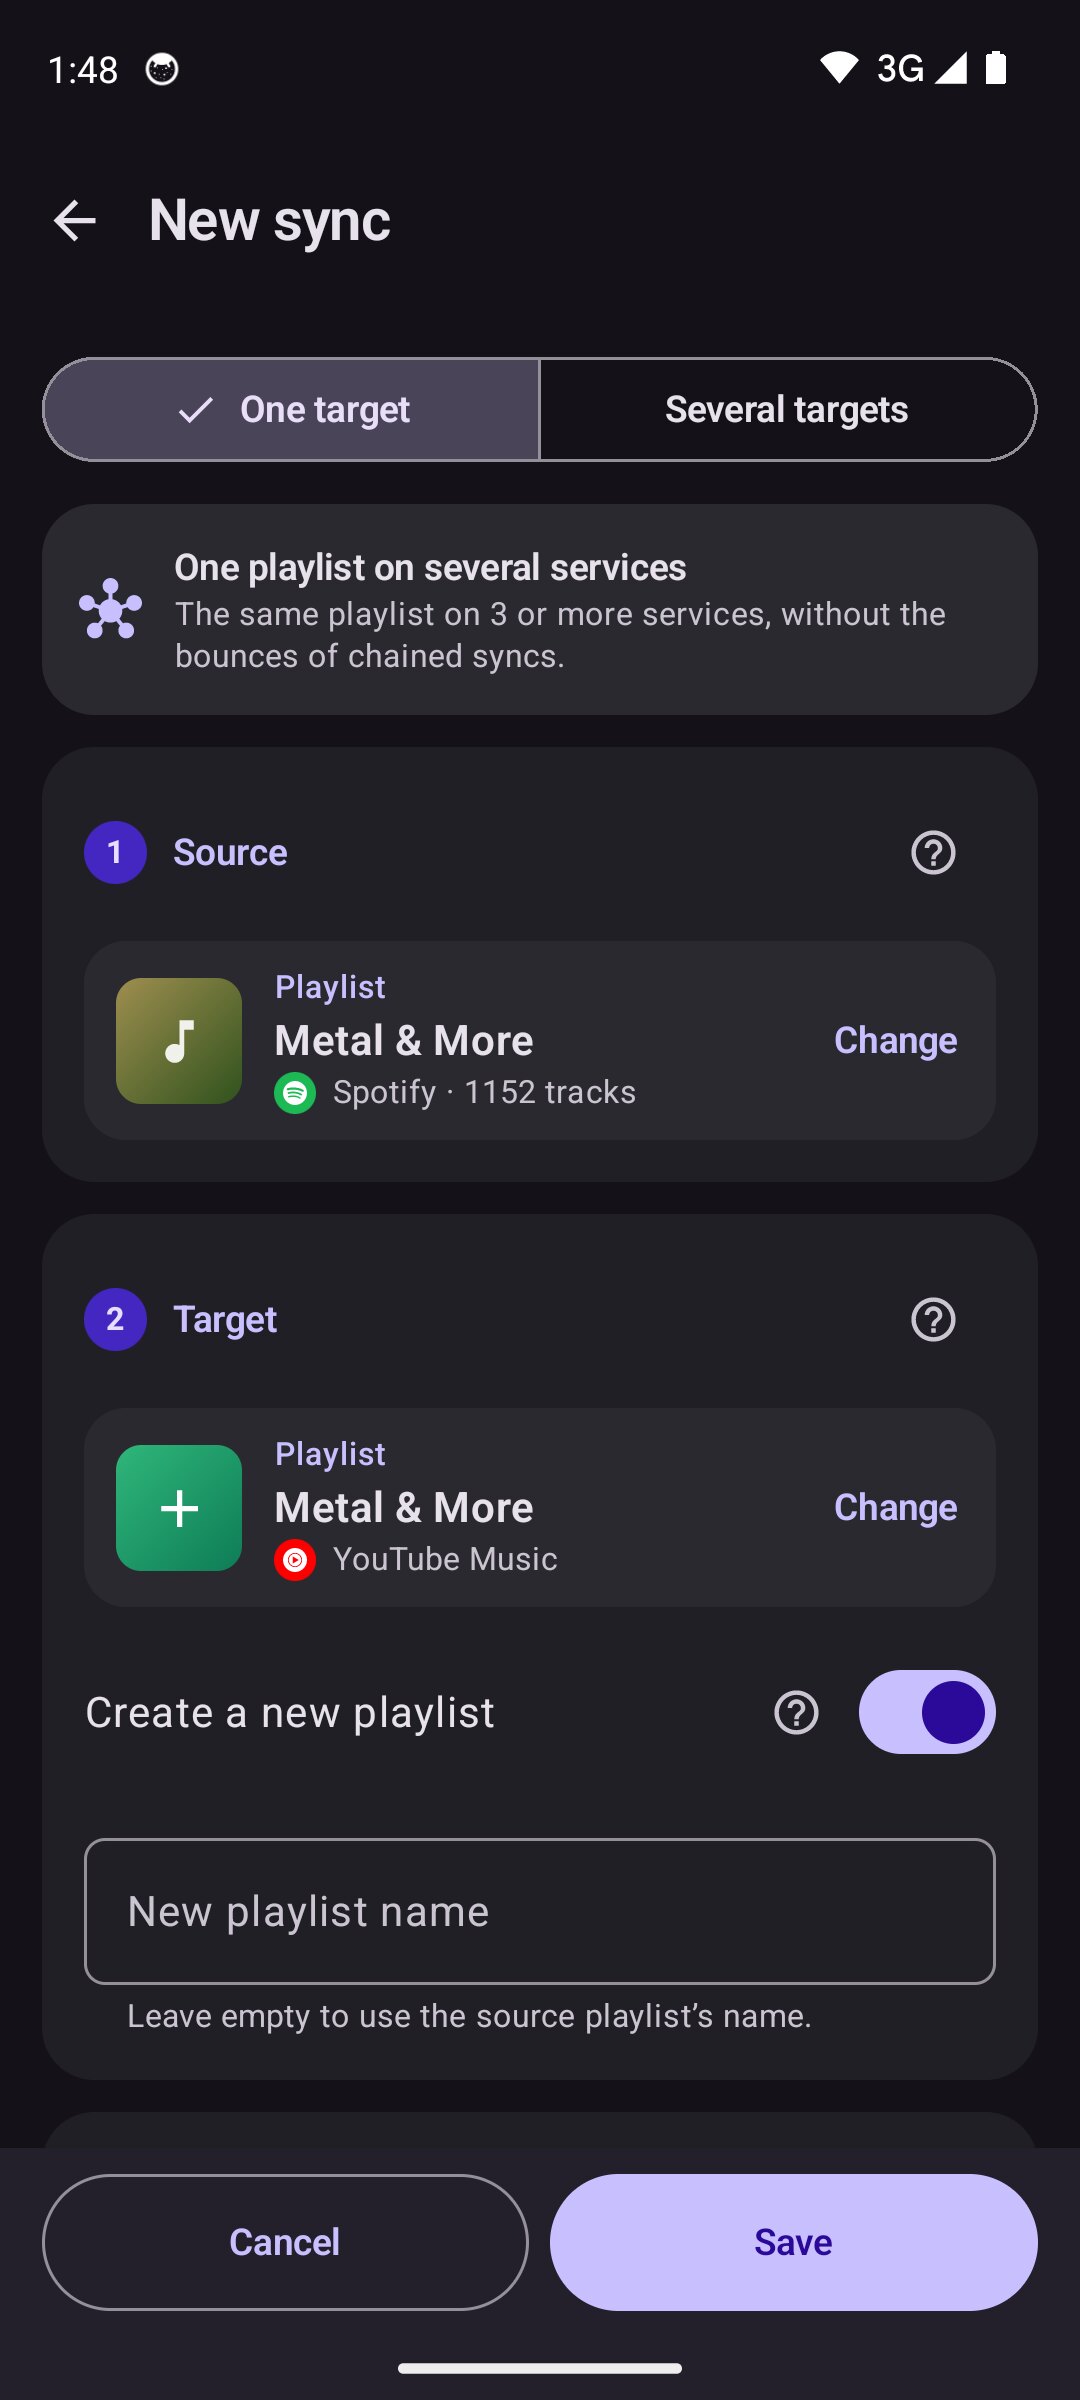 1:48
3G
New sync
One target
Several targets
One playlist on several services
The same playlist on 3 or more services, without the
bounces of chained syncs.
1
Source
Playlist
Metal & More
Change
Spotify · 1152 tracks
2
Target
Playlist
Metal & More
Change
YouTube Music
Create a new playlist
New playlist name
Leave empty to use the source playlist’s name.
Cancel
Save